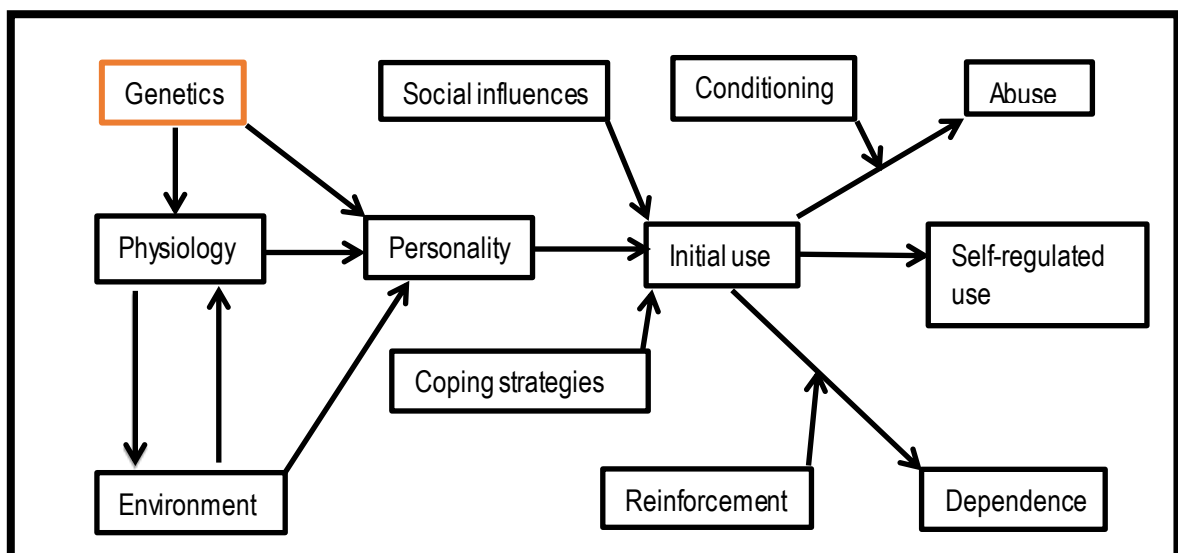 Genetics
Social influences
Conditioning
Abuse
Physiology
Personality
Initial use
Self-regulated
use
Coping strategies
Environment
Reinforcement
Dependence